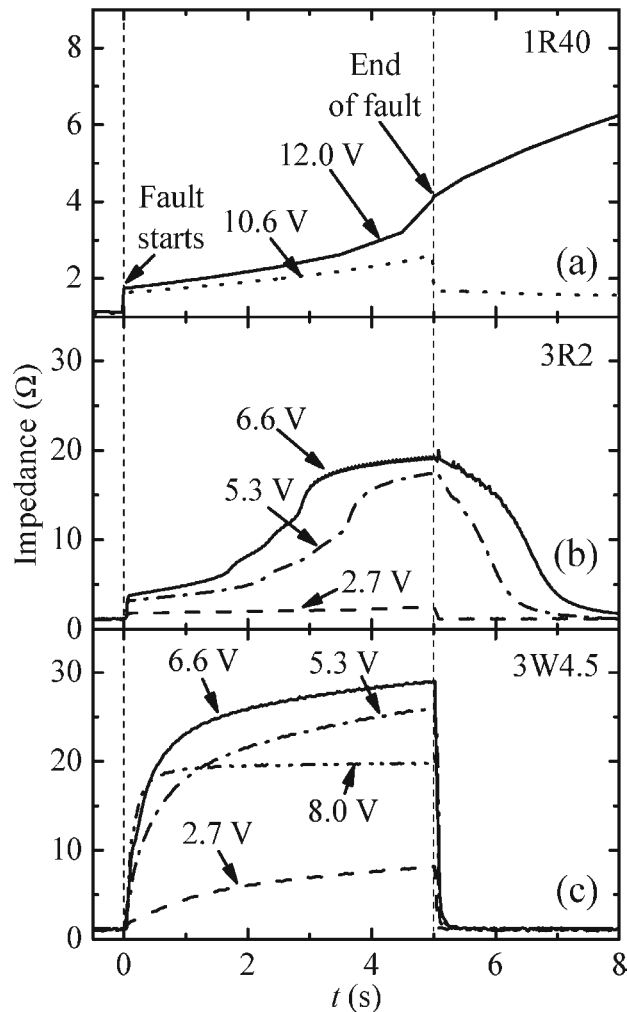 8
1R40
End
of fault
6
12.0 V
Fault
starts
4
10.6 V
2
(a)
30
3R2
6.6 V
20
5.3 V
10
2.7 V
(b)
0
Impedance (Ω)
30
6.6 V
5.3 V
3W4.5
20
8.0 V
2.7 V
10
(c)
0
0 2 4 6 8
t (s)